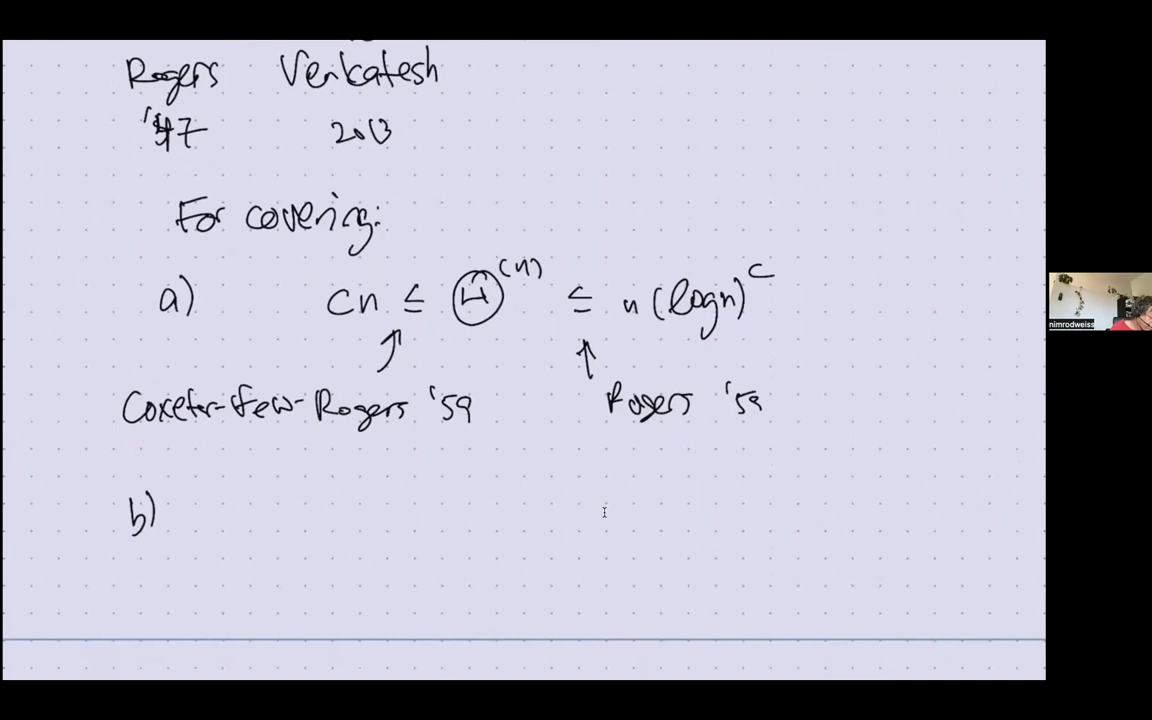 Rogers Venkatesh
'47 2013
For covering:
a) cn ≤ Θ^(n) ≤ n (log n)^c
Coxeter-Few-Rogers '59 Rogers '59
b)
nimrodweiss